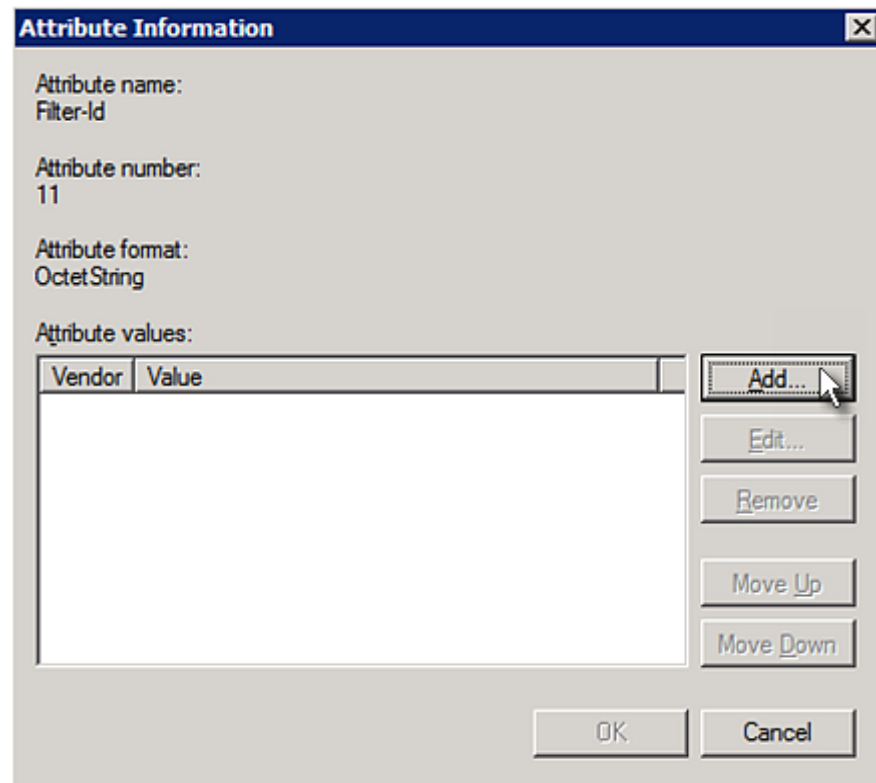 Attribute Information
Attribute name:
Filter-Id
Attribute number:
11
Attribute format:
OctetString
Attribute values:
Vendor Value
Add...
Edit...
Remove
Move Up
Move Down
OK Cancel